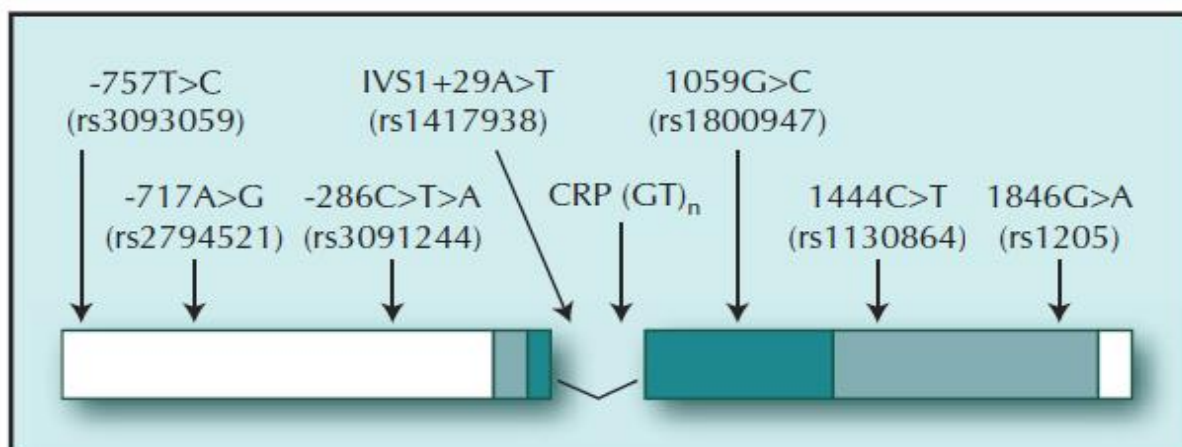 -757T>C
(rs3093059)
IVS1+29A>T
(rs1417938)
1059G>C
(rs1800947)
-717A>G
(rs2794521)
-286C>T>A
(rs3091244)
CRP (GT)n
1444C>T
(rs1130864)
1846G>A
(rs1205)